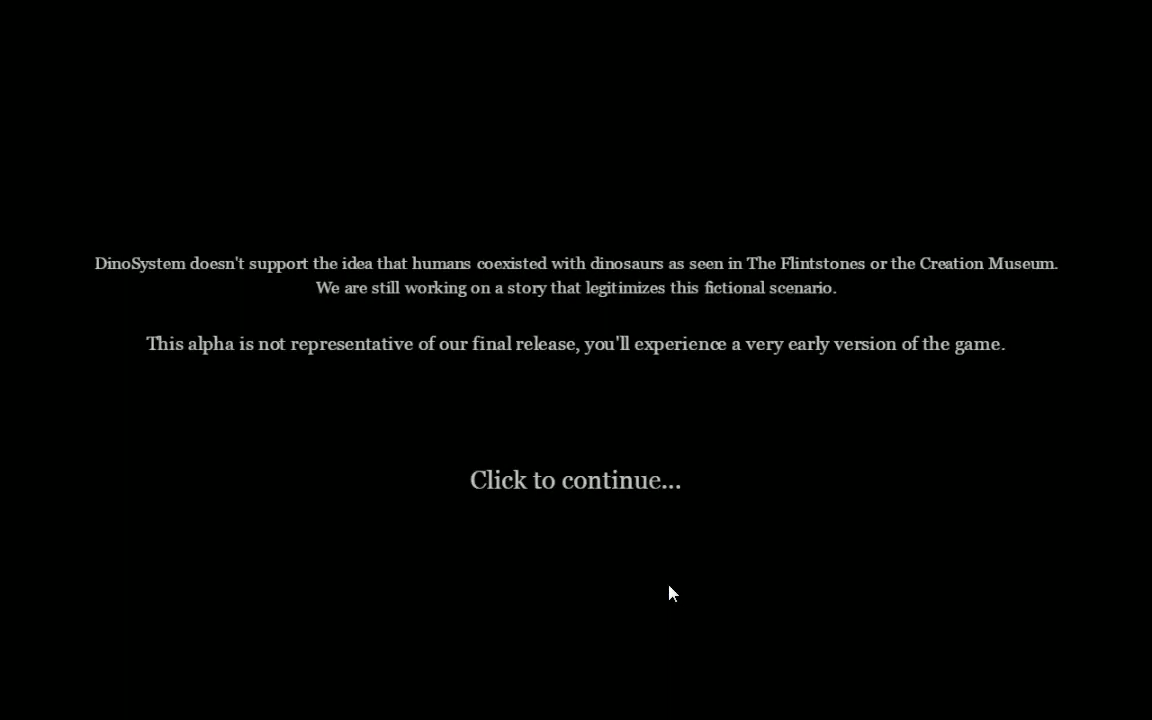 DinoSystem doesn't support the idea that humans coexisted with dinosaurs as seen in The Flintstones or the Creation Museum.
We are still working on a story that legitimizes this fictional scenario.
This alpha is not representative of our final release, you'll experience a very early version of the game.
Click to continue...